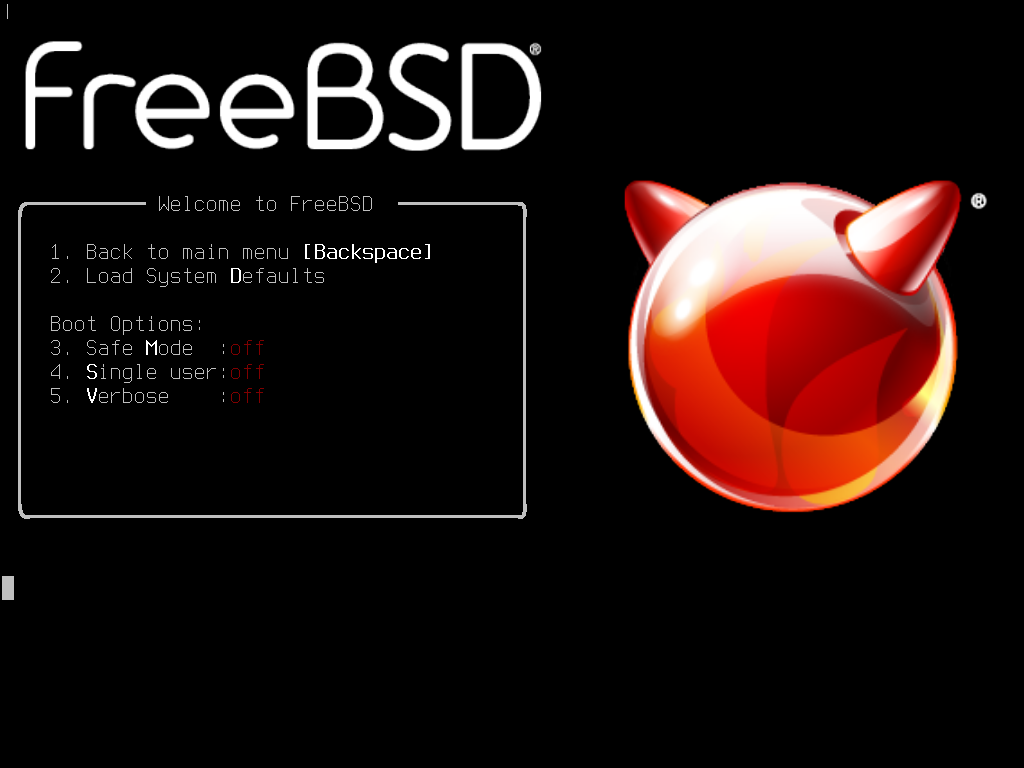 FreeBSD®
Welcome to FreeBSD
®
1. Back to main menu [Backspace]
2. Load System Defaults
Boot Options:
3. Safe Mode  :off
4. Single user:off
5. Verbose    :off